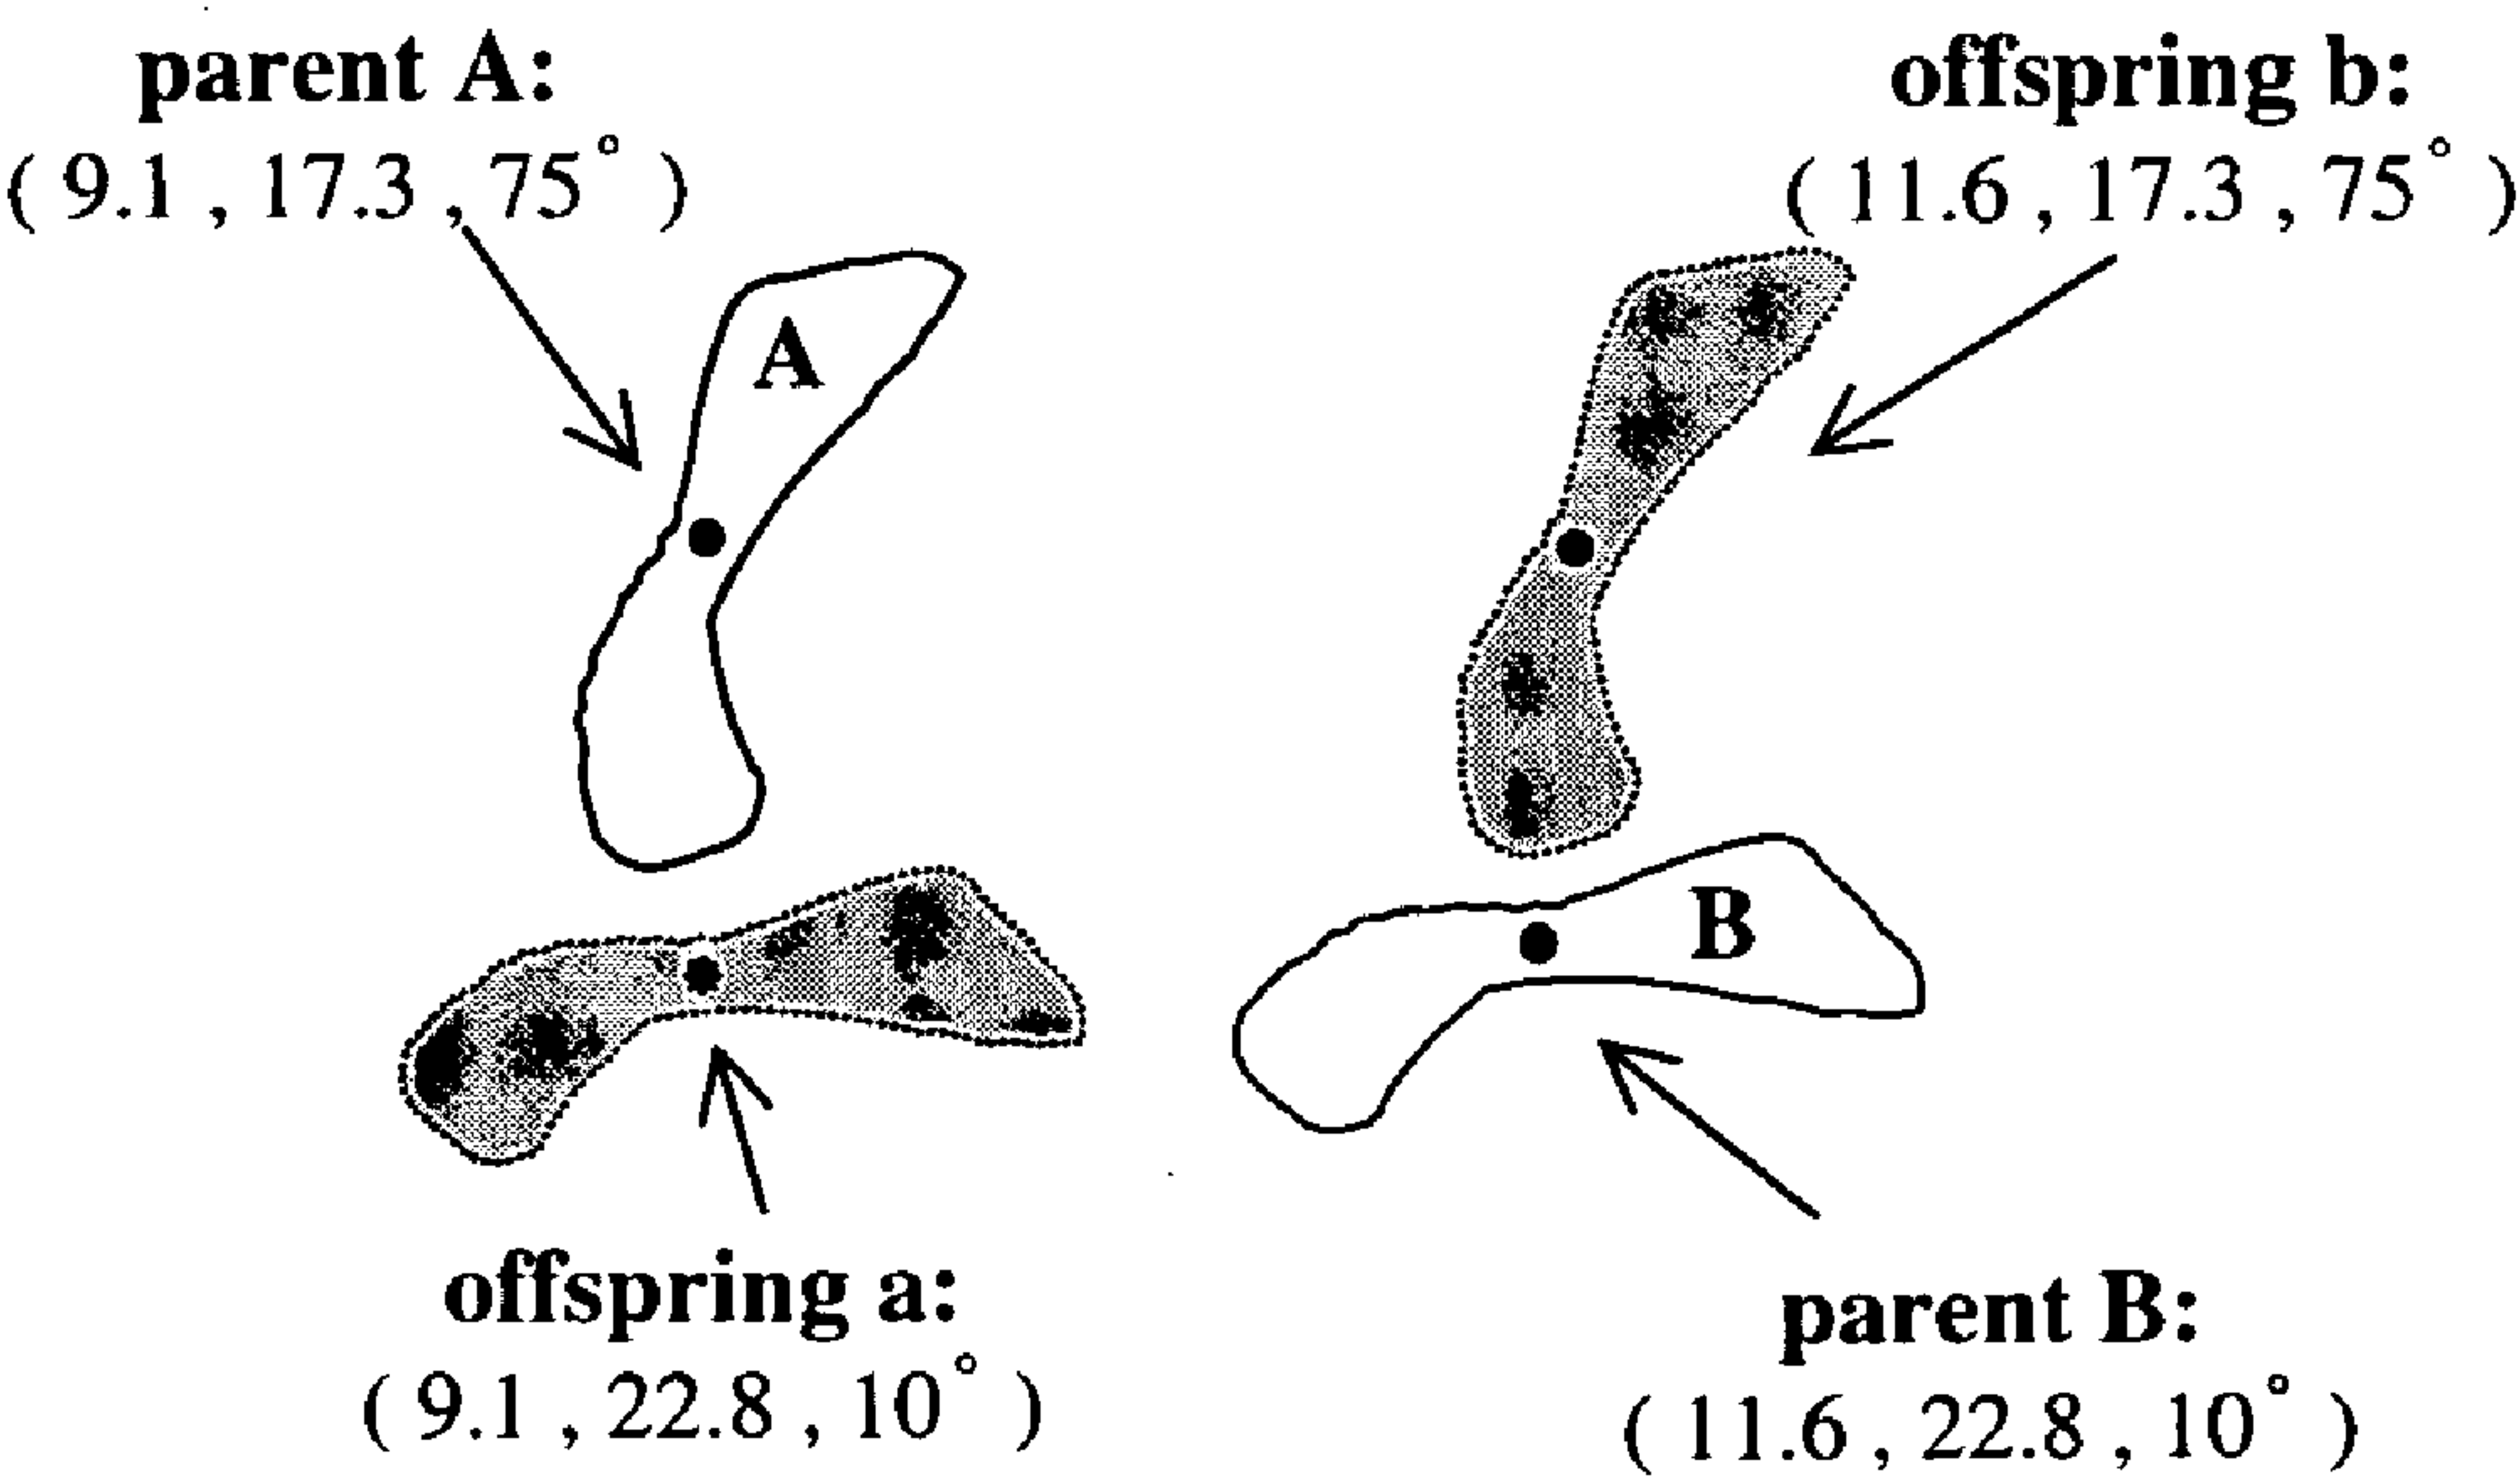 parent A:
( 9.1 , 17.3 , 75° )
offspring b:
( 11.6 , 17.3 , 75° )
A
B
offspring a:
( 9.1 , 22.8 , 10° )
parent B:
( 11.6 , 22.8 , 10° )